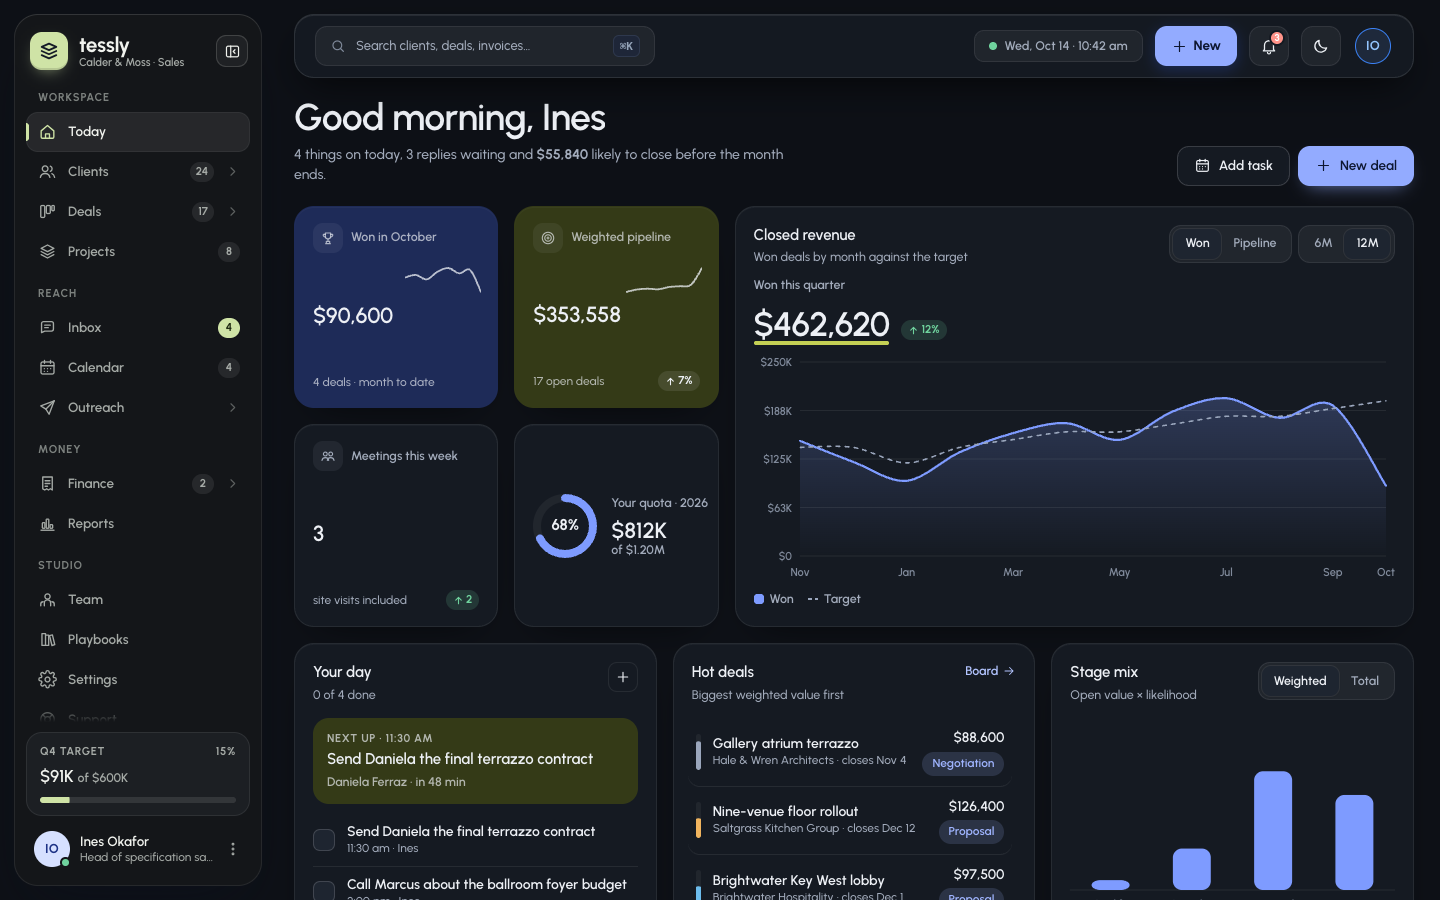 tessly
Calder & Moss · Sales
WORKSPACE
Today
Clients 24
Deals 17
Projects 8
REACH
Inbox 4
Calendar 4
Outreach
MONEY
Finance 2
Reports
STUDIO
Team
Playbooks
Settings
Support
Q4 TARGET 15%
$91K of $600K
IO
Ines Okafor
Head of specification sa...
Search clients, deals, invoices... ⌘K
Wed, Oct 14 · 10:42 am
New
3
IO
Good morning, Ines
4 things on today, 3 replies waiting and $55,840 likely to close before the month
ends.
Add task
New deal
Won in October
$90,600
4 deals · month to date
Weighted pipeline
$353,558
17 open deals
↑ 7%
Meetings this week
3
site visits included
↑ 2
68%
Your quota · 2026
$812K
of $1.20M
Closed revenue
Won deals by month against the target
Won Pipeline
6M 12M
Won this quarter
$462,620
↑ 12%
$250K
$188K
$125K
$63K
$0
Nov Jan Mar May Jul Sep Oct
Won Target
Your day
0 of 4 done
NEXT UP · 11:30 AM
Send Daniela the final terrazzo contract
Daniela Ferraz · in 48 min
Send Daniela the final terrazzo contract
11:30 am · Ines
Call Marcus about the ballroom foyer budget
Hot deals
Biggest weighted value first
Board →
Gallery atrium terrazzo
Hale & Wren Architects · closes Nov 4
$88,600
Negotiation
Nine-venue floor rollout
Saltgrass Kitchen Group · closes Dec 12
$126,400
Proposal
Brightwater Key West lobby
Brightwater Hospitality · closes Dec 1
$97,500
Proposal
Stage mix
Open value × likelihood
Weighted Total